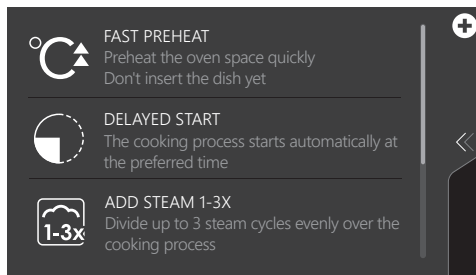 °C
FAST PREHEAT
Preheat the oven space quickly
Don't insert the dish yet
DELAYED START
The cooking process starts automatically at
the preferred time
1-3x
ADD STEAM 1-3X
Divide up to 3 steam cycles evenly over the
cooking process